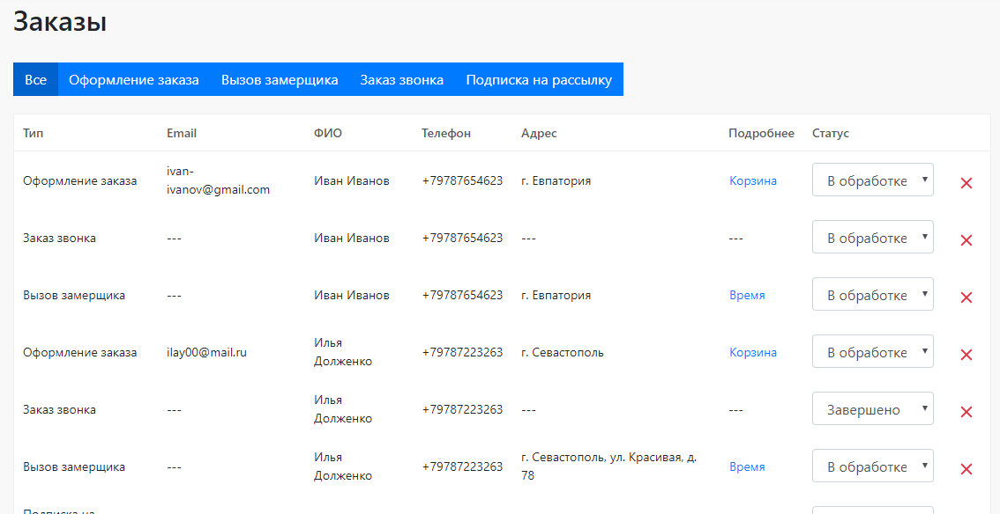 Заказы
Все Оформление заказа Вызов замерщика Заказ звонка Подписка на рассылку
Тип Email ФИО Телефон Адрес Подробнее Статус
ivan-
Оформление заказа ivanov@gmail.com Иван Иванов +79787654623 г. Евпатория Корзина В обработке
Заказ звонка --- Иван Иванов +79787654623 --- --- В обработке
Вызов замерщика --- Иван Иванов +79787654623 г. Евпатория Время В обработке
Илья
Оформление заказа ilay00@mail.ru Долженко +79787223263 г. Севастополь Корзина В обработке
Илья
Заказ звонка --- Долженко +79787223263 --- --- Завершено
Илья г. Севастополь, ул. Красивая, д.
Вызов замерщика --- Долженко +79787223263 78 Время В обработке
Подписка на